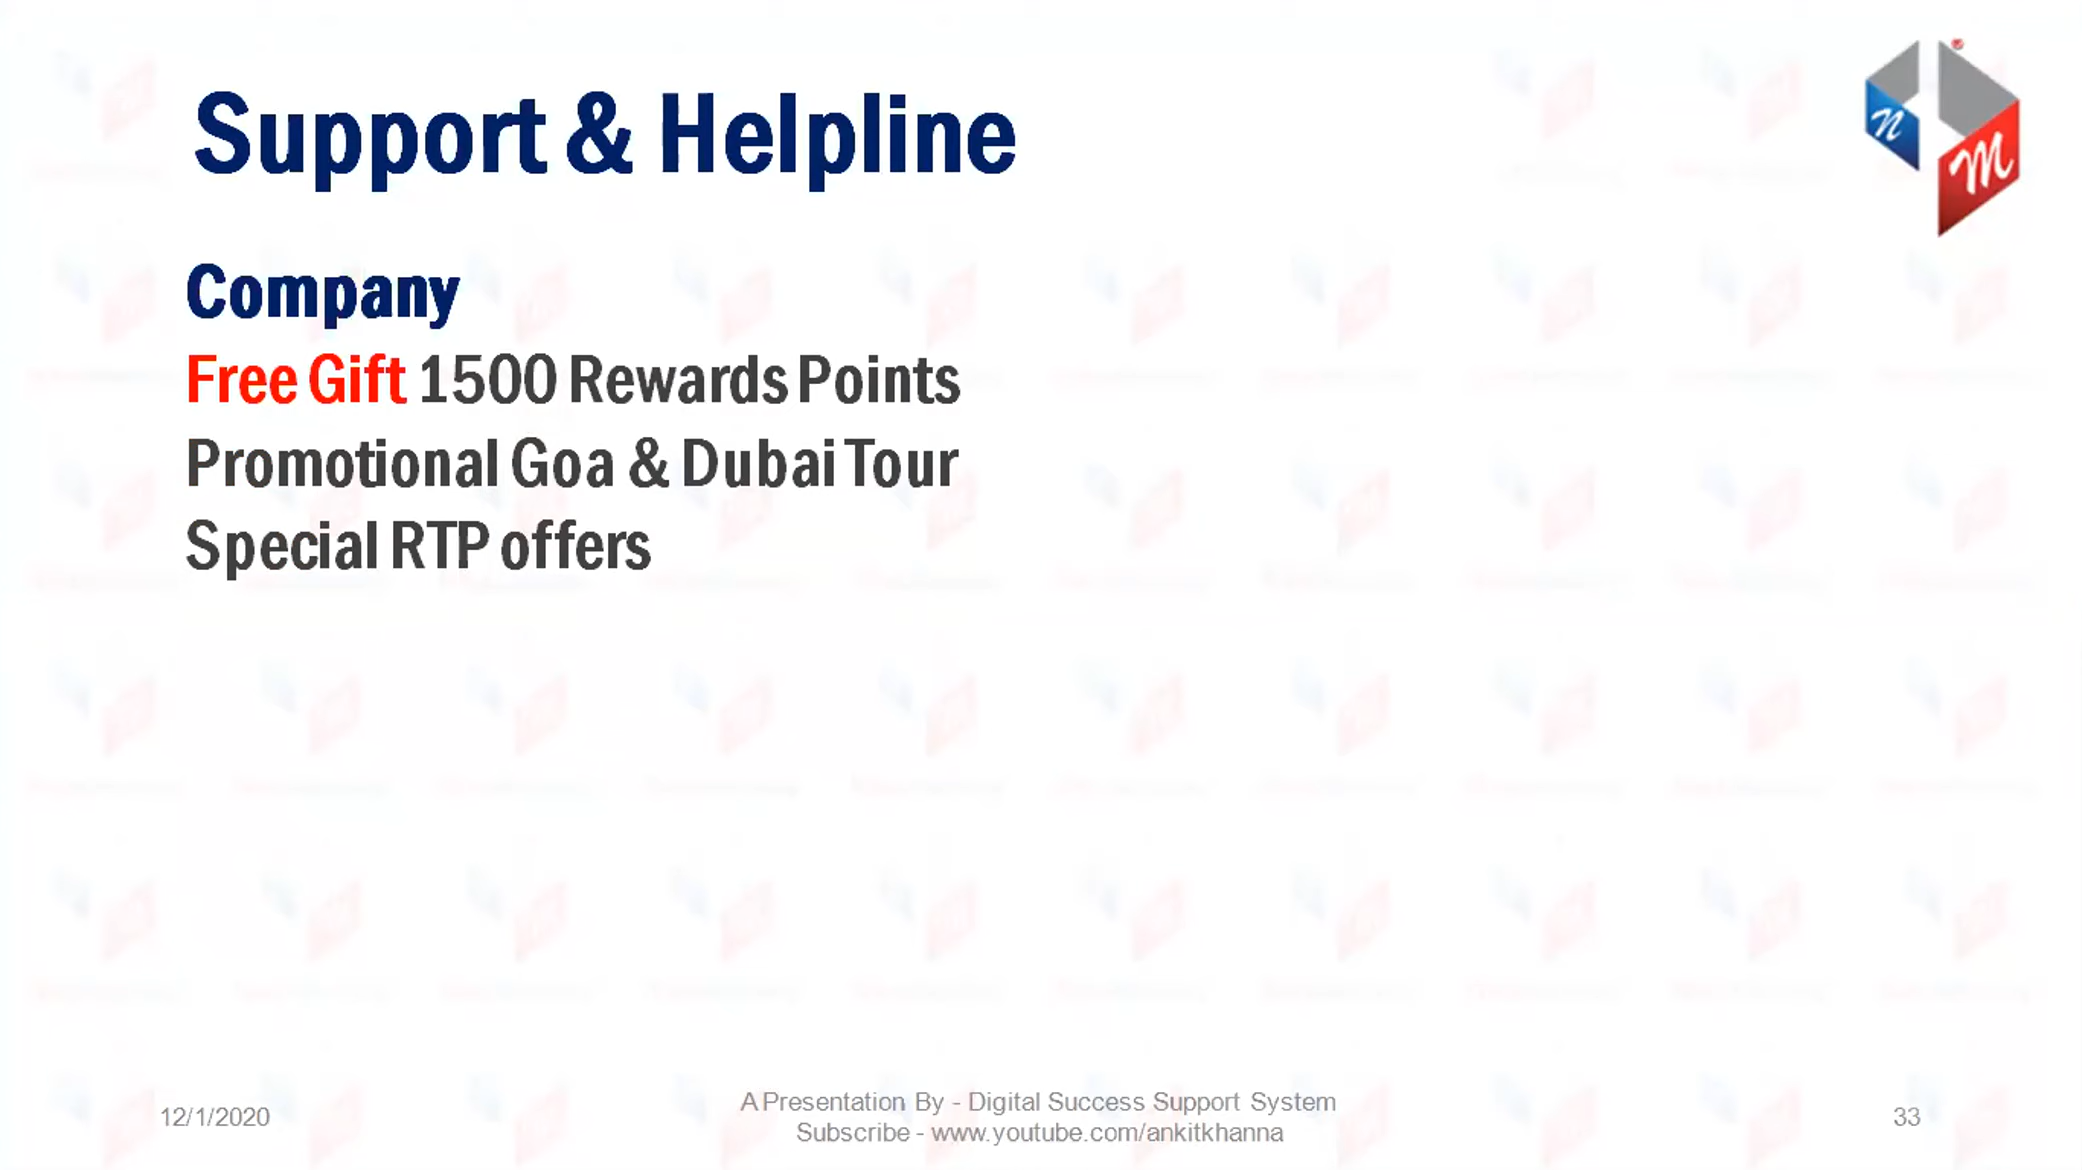 Support & Helpline
n
M
Company
Free Gift 1500 Rewards Points
Promotional Goa & Dubai Tour
Special RTP offers
12/1/2020
A Presentation By - Digital Success Support System
Subscribe - www.youtube.com/ankitkhanna
33